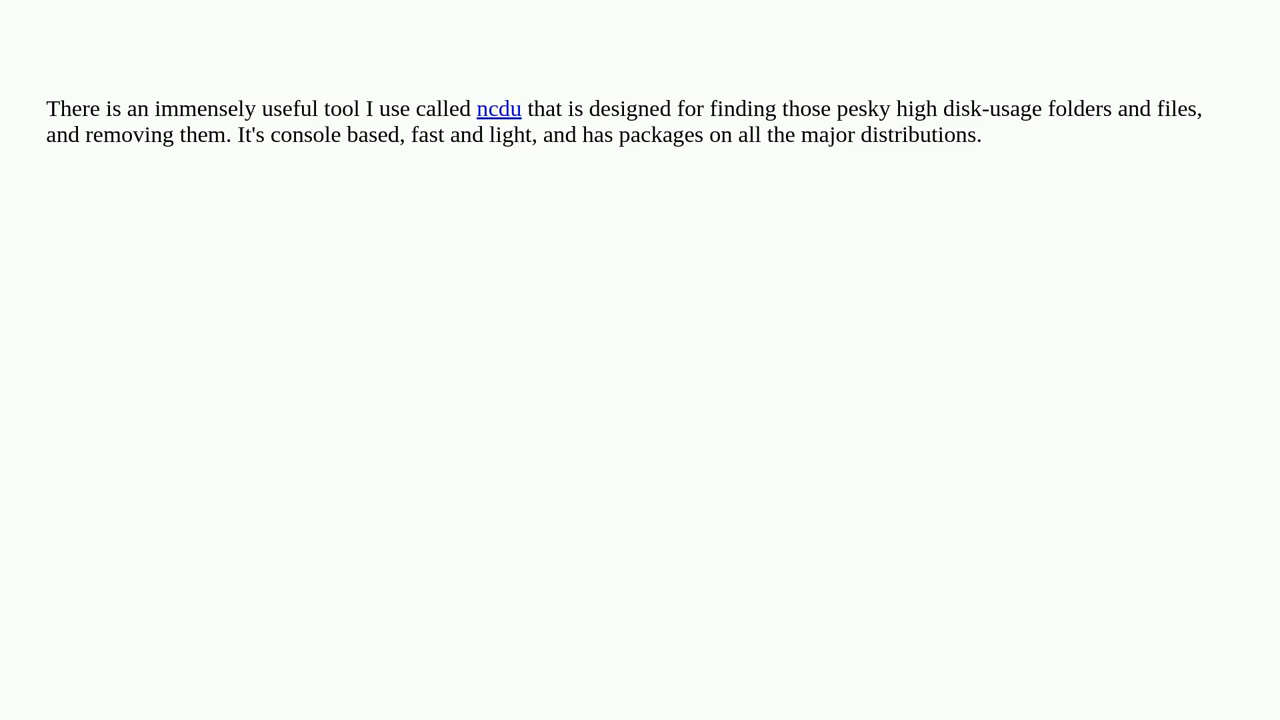 There is an immensely useful tool I use called ncdu that is designed for finding those pesky high disk-usage folders and files,
and removing them. It's console based, fast and light, and has packages on all the major distributions.